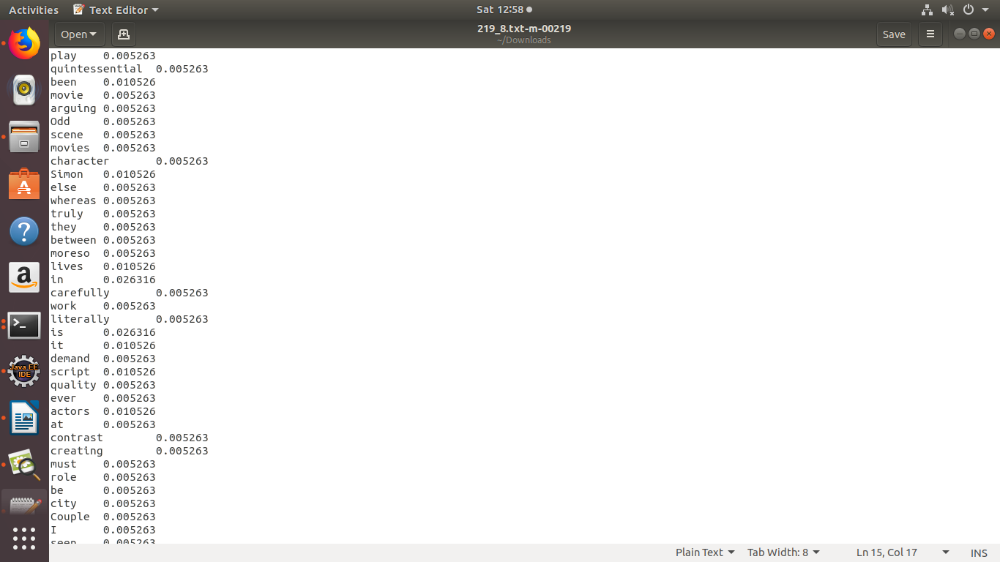 Activities Text Editor Sat 12:58
Open 219_8.txt-m-00219 Save
~/Downloads
play 0.005263
quintessential 0.005263
been 0.010526
movie 0.005263
arguing 0.005263
Odd 0.005263
scene 0.005263
movies 0.005263
character 0.005263
Simon 0.010526
else 0.005263
whereas 0.005263
truly 0.005263
they 0.005263
between 0.005263
moreso 0.005263
lives 0.010526
in 0.026316
carefully 0.005263
work 0.005263
literally 0.005263
is 0.026316
it 0.010526
demand 0.005263
script 0.010526
quality 0.005263
ever 0.005263
actors 0.010526
at 0.005263
contrast 0.005263
creating 0.005263
must 0.005263
role 0.005263
be 0.005263
city 0.005263
Couple 0.005263
I 0.005263
seen 0.005263
Java EE
IDE
Plain Text Tab Width: 8 Ln 15, Col 17 INS